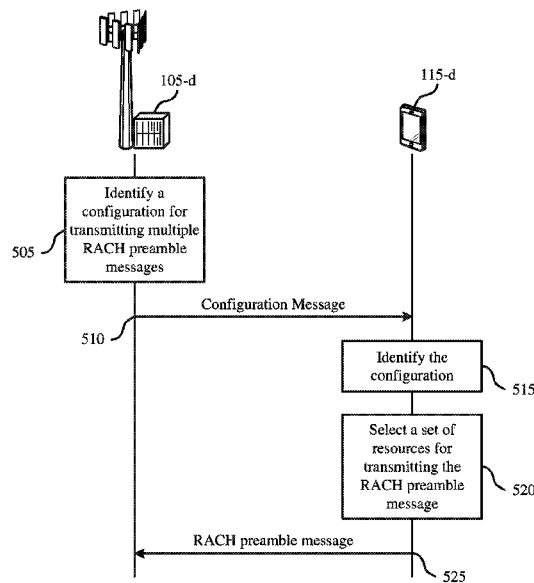 105-d
115-d
Identify a
configuration for
transmitting multiple
RACH preamble
messages
505
Configuration Message
510
Identify the
configuration
515
Select a set of
resources for
transmitting the
RACH preamble
message
520
RACH preamble message
525